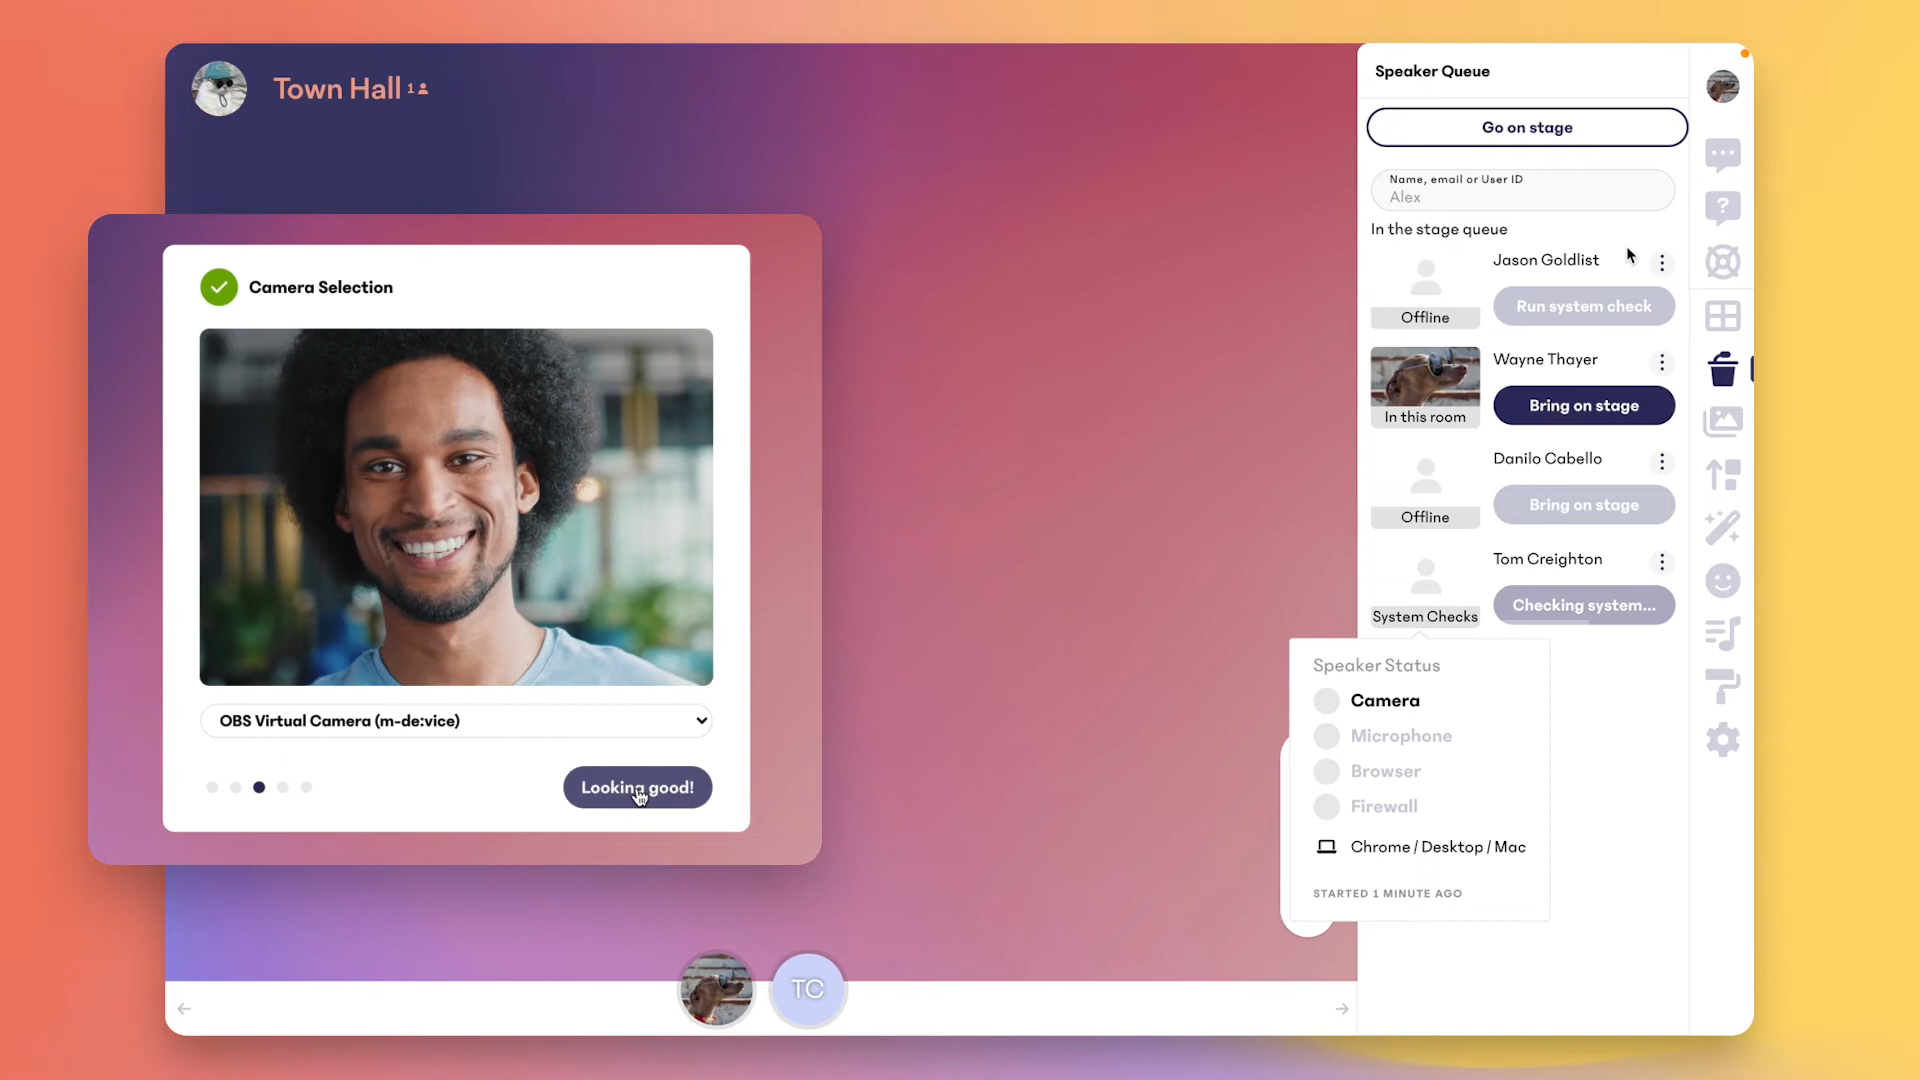 Town Hall 1
Camera Selection
OBS Virtual Camera (m-de:vice)
Looking good!
TC
Speaker Queue
Go on stage
Name, email or User ID
Alex
In the stage queue
Jason Goldlist
Offline
Run system check
Wayne Thayer
In this room
Bring on stage
Danilo Cabello
Offline
Bring on stage
Tom Creighton
System Checks
Checking system...
Speaker Status
Camera
Microphone
Browser
Firewall
Chrome / Desktop / Mac
STARTED 1 MINUTE AGO